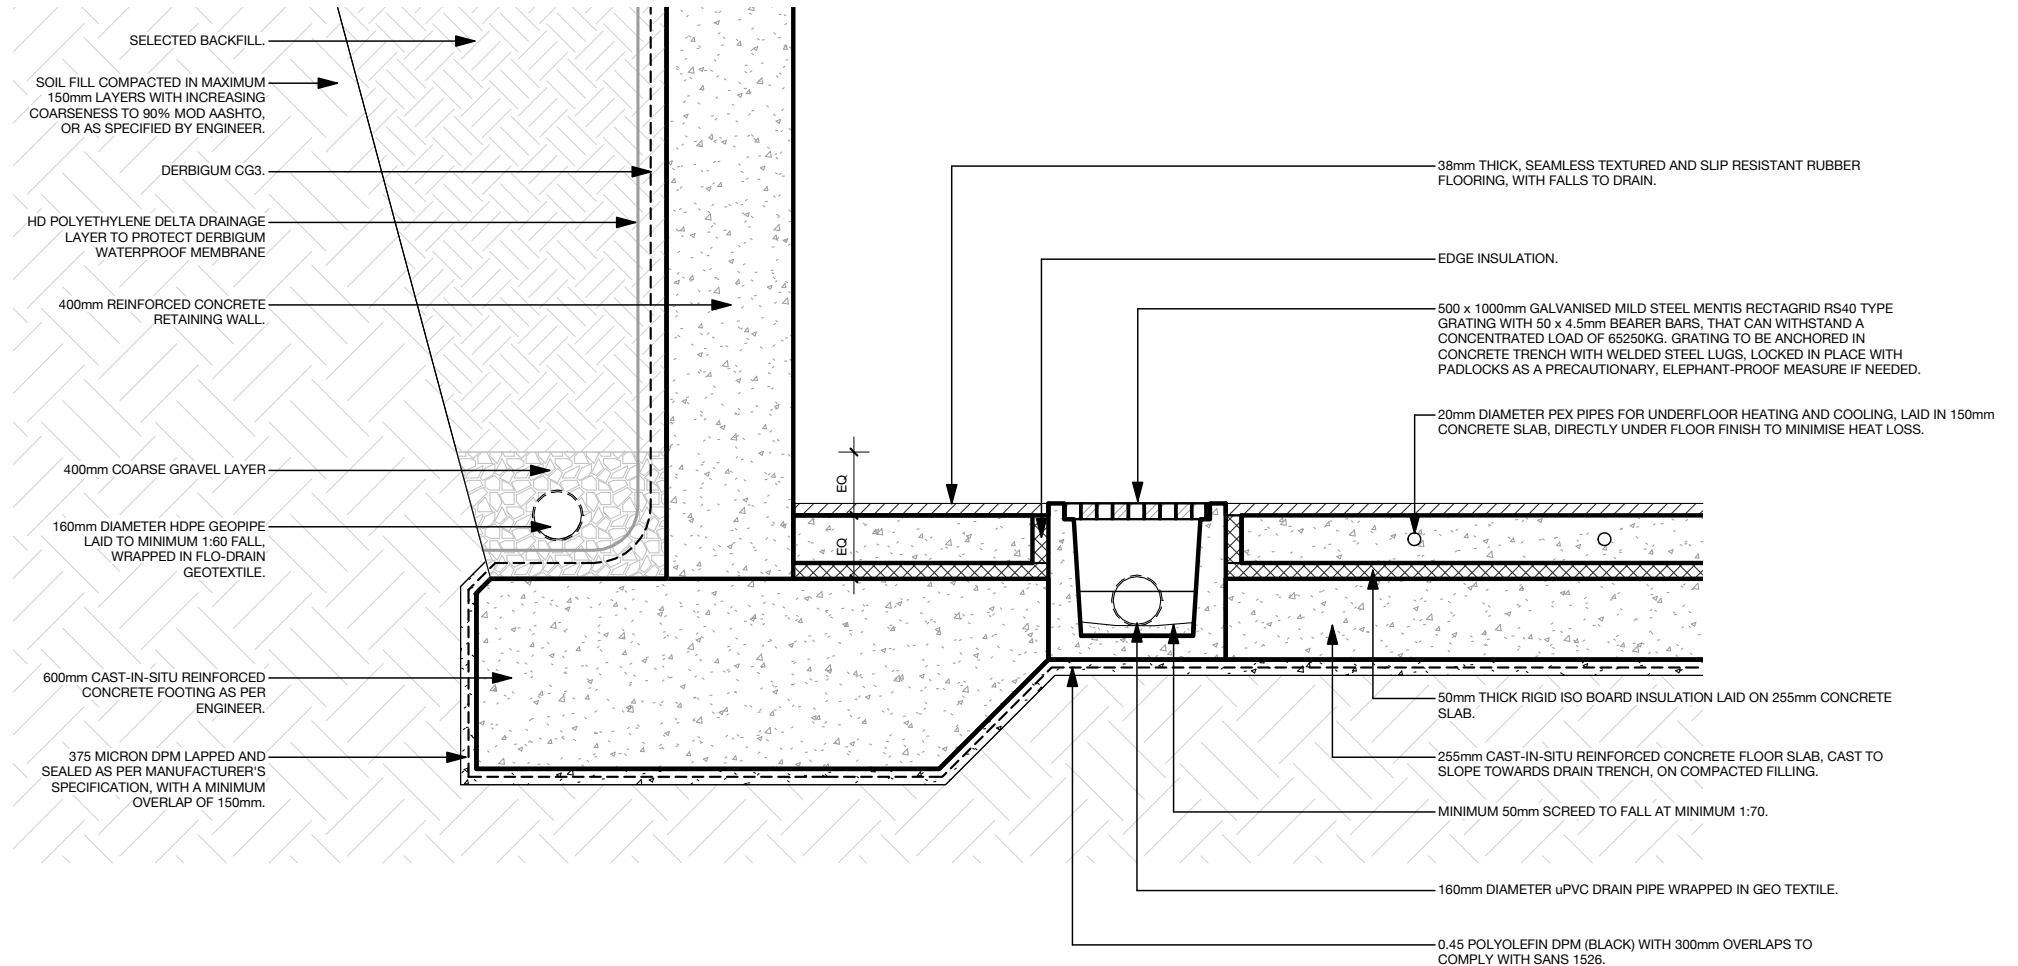 SELECTED BACKFILL.
SOIL FILL COMPACTED IN MAXIMUM
150mm LAYERS WITH INCREASING
COARSENESS TO 90% MOD AASHTO,
OR AS SPECIFIED BY ENGINEER.
DERBIGUM CG3.
HD POLYETHYLENE DELTA DRAINAGE
LAYER TO PROTECT DERBIGUM
WATERPROOF MEMBRANE
400mm REINFORCED CONCRETE
RETAINING WALL.
400mm COARSE GRAVEL LAYER
160mm DIAMETER HDPE GEOPIPE
LAID TO MINIMUM 1:60 FALL,
WRAPPED IN FLO-DRAIN
GEOTEXTILE.
600mm CAST-IN-SITU REINFORCED
CONCRETE FOOTING AS PER
ENGINEER.
375 MICRON DPM LAPPED AND
SEALED AS PER MANUFACTURER'S
SPECIFICATION, WITH A MINIMUM
OVERLAP OF 150mm.
EQ
EQ
38mm THICK, SEAMLESS TEXTURED AND SLIP RESISTANT RUBBER
FLOORING, WITH FALLS TO DRAIN.
EDGE INSULATION.
500 x 1000mm GALVANISED MILD STEEL MENTIS RECTAGRID RS40 TYPE
GRATING WITH 50 x 4.5mm BEARER BARS, THAT CAN WITHSTAND A
CONCENTRATED LOAD OF 65250KG. GRATING TO BE ANCHORED IN
CONCRETE TRENCH WITH WELDED STEEL LUGS, LOCKED IN PLACE WITH
PADLOCKS AS A PRECAUTIONARY, ELEPHANT-PROOF MEASURE IF NEEDED.
20mm DIAMETER PEX PIPES FOR UNDERFLOOR HEATING AND COOLING, LAID IN 150mm
CONCRETE SLAB, DIRECTLY UNDER FLOOR FINISH TO MINIMISE HEAT LOSS.
50mm THICK RIGID ISO BOARD INSULATION LAID ON 255mm CONCRETE
SLAB.
255mm CAST-IN-SITU REINFORCED CONCRETE FLOOR SLAB, CAST TO
SLOPE TOWARDS DRAIN TRENCH, ON COMPACTED FILLING.
MINIMUM 50mm SCREED TO FALL AT MINIMUM 1:70.
160mm DIAMETER uPVC DRAIN PIPE WRAPPED IN GEO TEXTILE.
0.45 POLYOLEFIN DPM (BLACK) WITH 300mm OVERLAPS TO
COMPLY WITH SANS 1526.